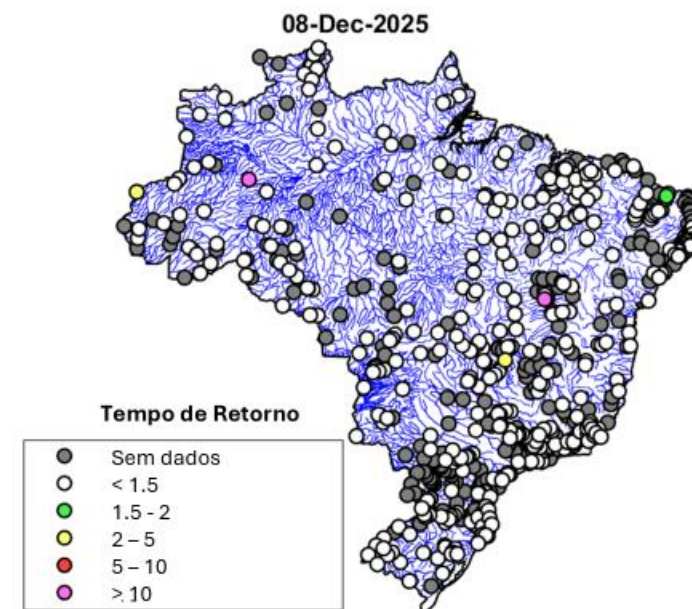 08-Dec-2025
Tempo de Retorno
Sem dados
< 1.5
1.5 - 2
2 – 5
5 – 10
> 10